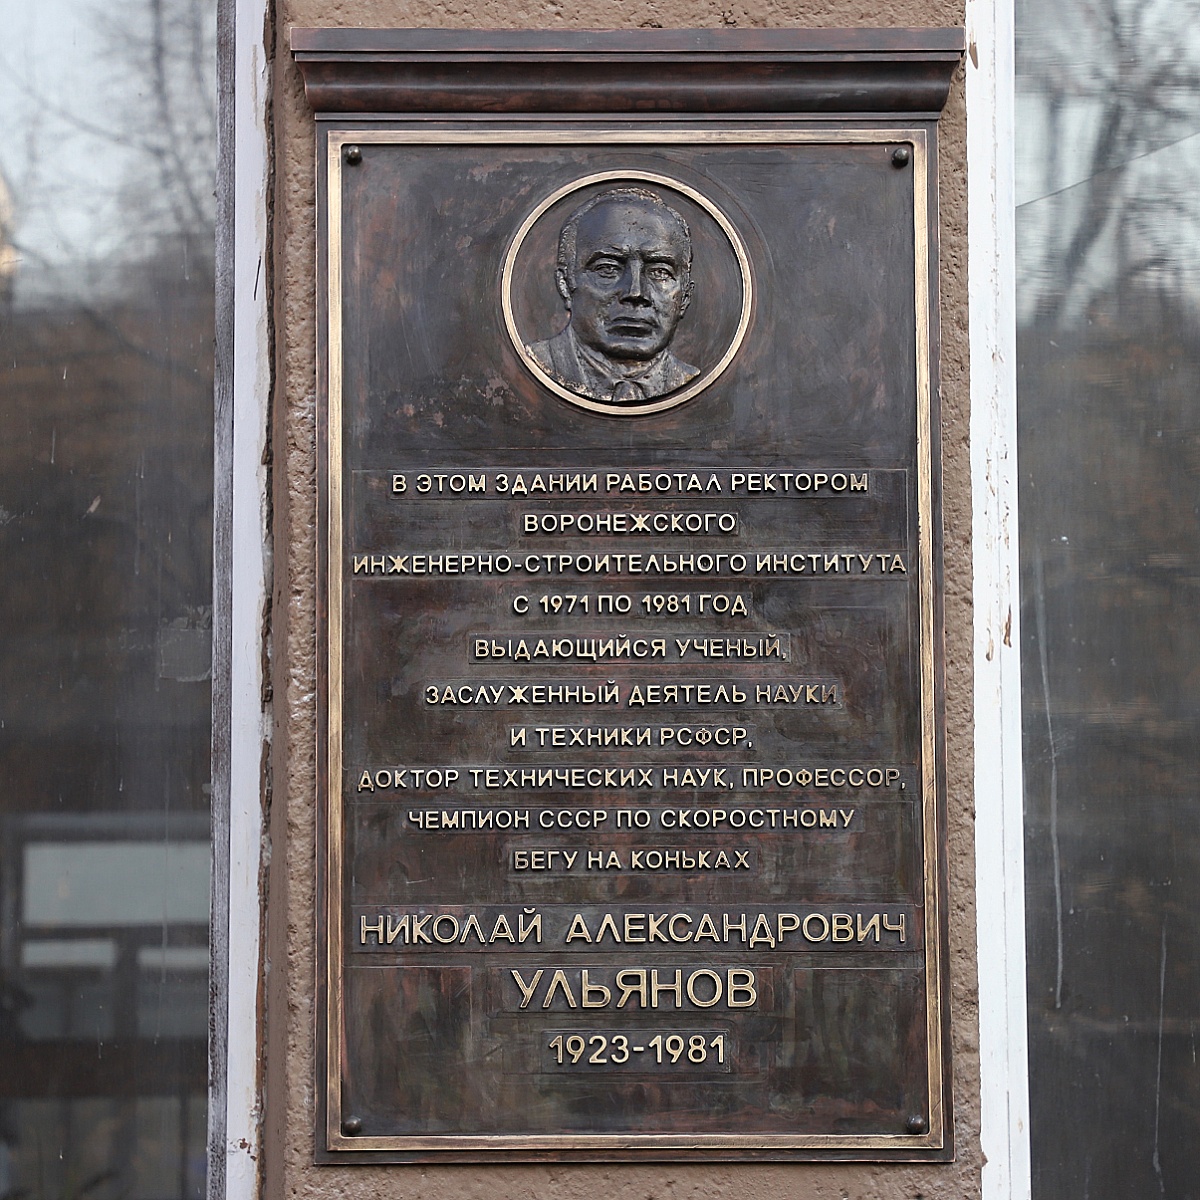 В ЭТОМ ЗДАНИИ РАБОТАЛ РЕКТОРОМ
ВОРОНЕЖСКОГО
ИНЖЕНЕРНО-СТРОИТЕЛЬНОГО ИНСТИТУТА
С 1971 ПО 1981 ГОД
ВЫДАЮЩИЙСЯ УЧЕНЫЙ,
ЗАСЛУЖЕННЫЙ ДЕЯТЕЛЬ НАУКИ
И ТЕХНИКИ РСФСР,
ДОКТОР ТЕХНИЧЕСКИХ НАУК, ПРОФЕССОР,
ЧЕМПИОН СССР ПО СКОРОСТНОМУ
БЕГУ НА КОНЬКАХ
НИКОЛАЙ АЛЕКСАНДРОВИЧ
УЛЬЯНОВ
1923-1981